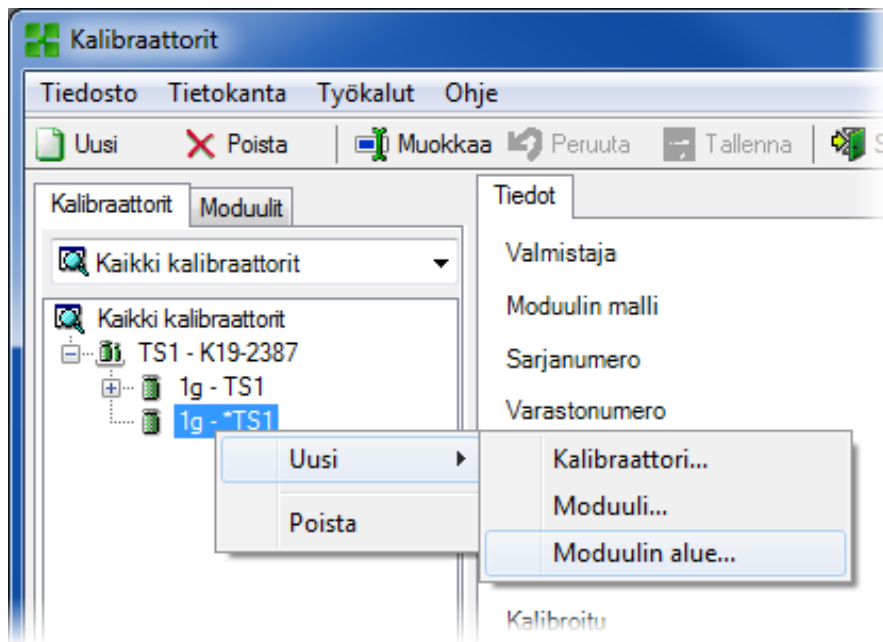 Kalibraattorit
Tiedosto Tietokanta Työkalut Ohje
Uusi Poista Muokkaa Peruuta Tallenna
Kalibraattorit Moduulit
Kaikki kalibraattorit
Kaikki kalibraattorit
TS1 - K19-2387
1g - TS1
1g - *TS1
Uusi
Poista
Tiedot
Valmistaja
Moduulin malli
Sarjanumero
Varastonumero
Kalibraattori...
Moduuli...
Moduulin alue...
Kalibroitu